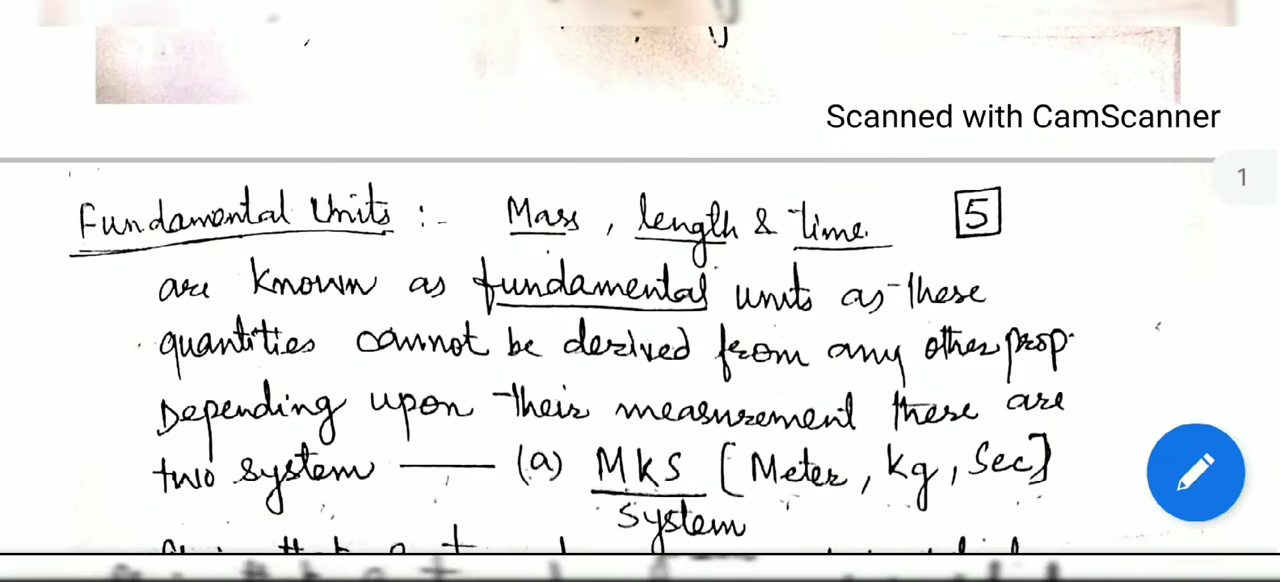 Scanned with CamScanner
1
Fundamental Units :- Mass, length & time. 5
are known as fundamental units as these
quantities cannot be derived from any other prop.
Depending upon their measurement these are
two system —— (a) MKS [Meter, kg, Sec]
System